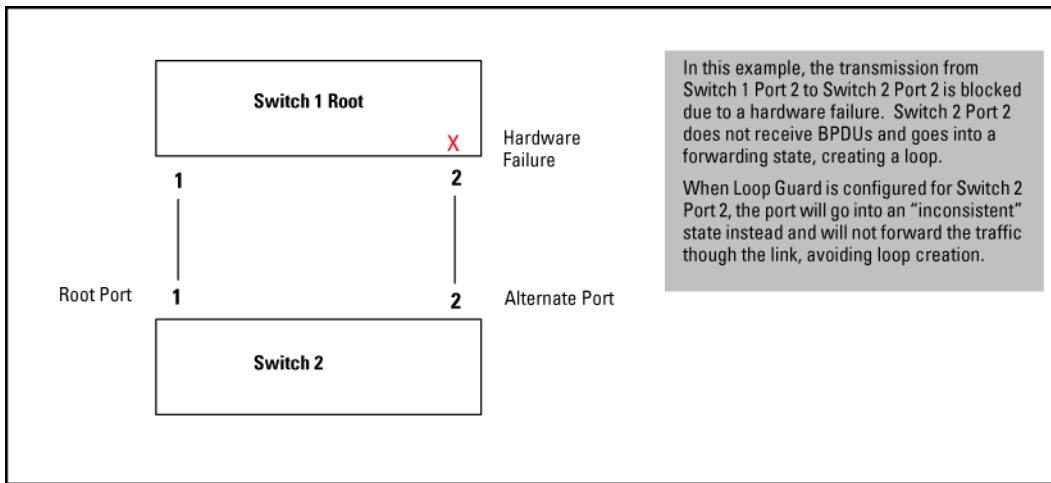 Switch 1 Root
X
Hardware
Failure
1
2
Root Port
1
2
Alternate Port
Switch 2
In this example, the transmission from
Switch 1 Port 2 to Switch 2 Port 2 is blocked
due to a hardware failure.  Switch 2 Port 2
does not receive BPDUs and goes into a
forwarding state, creating a loop.
When Loop Guard is configured for Switch 2
Port 2, the port will go into an “inconsistent”
state instead and will not forward the traffic
though the link, avoiding loop creation.